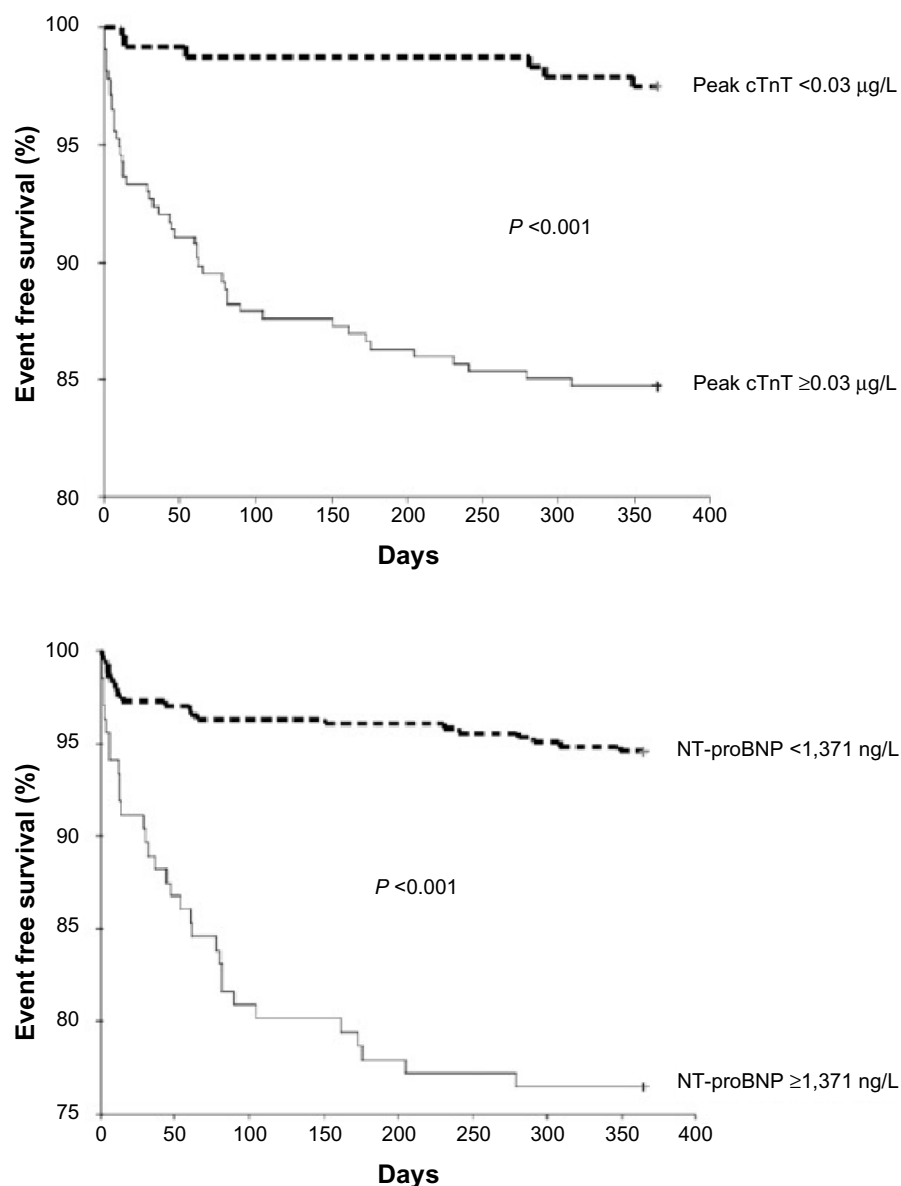 100
95
90
85
80
Event free survival (%)
Peak cTnT <0.03 μg/L
P <0.001
Peak cTnT ≥0.03 μg/L
0 50 100 150 200 250 300 350 400
Days
100
95
90
85
80
75
Event free survival (%)
NT-proBNP <1,371 ng/L
P <0.001
NT-proBNP ≥1,371 ng/L
0 50 100 150 200 250 300 350 400
Days